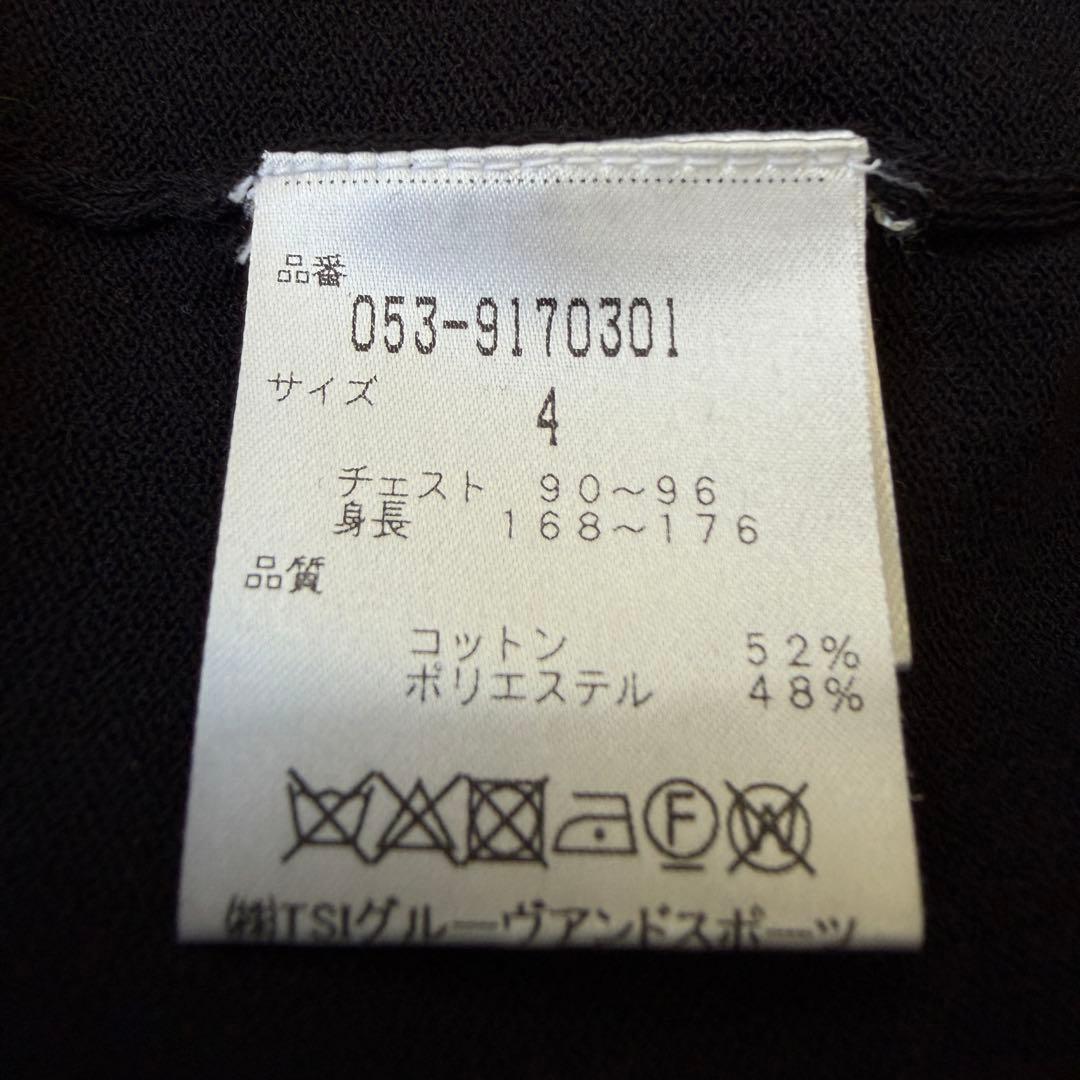 品番
053-9170301
サイズ
4
チェスト 90～96
身長 168～176
品質
コットン 52%
ポリエステル 48%
F W
㈱TSIグルーヴアンドスポーツ